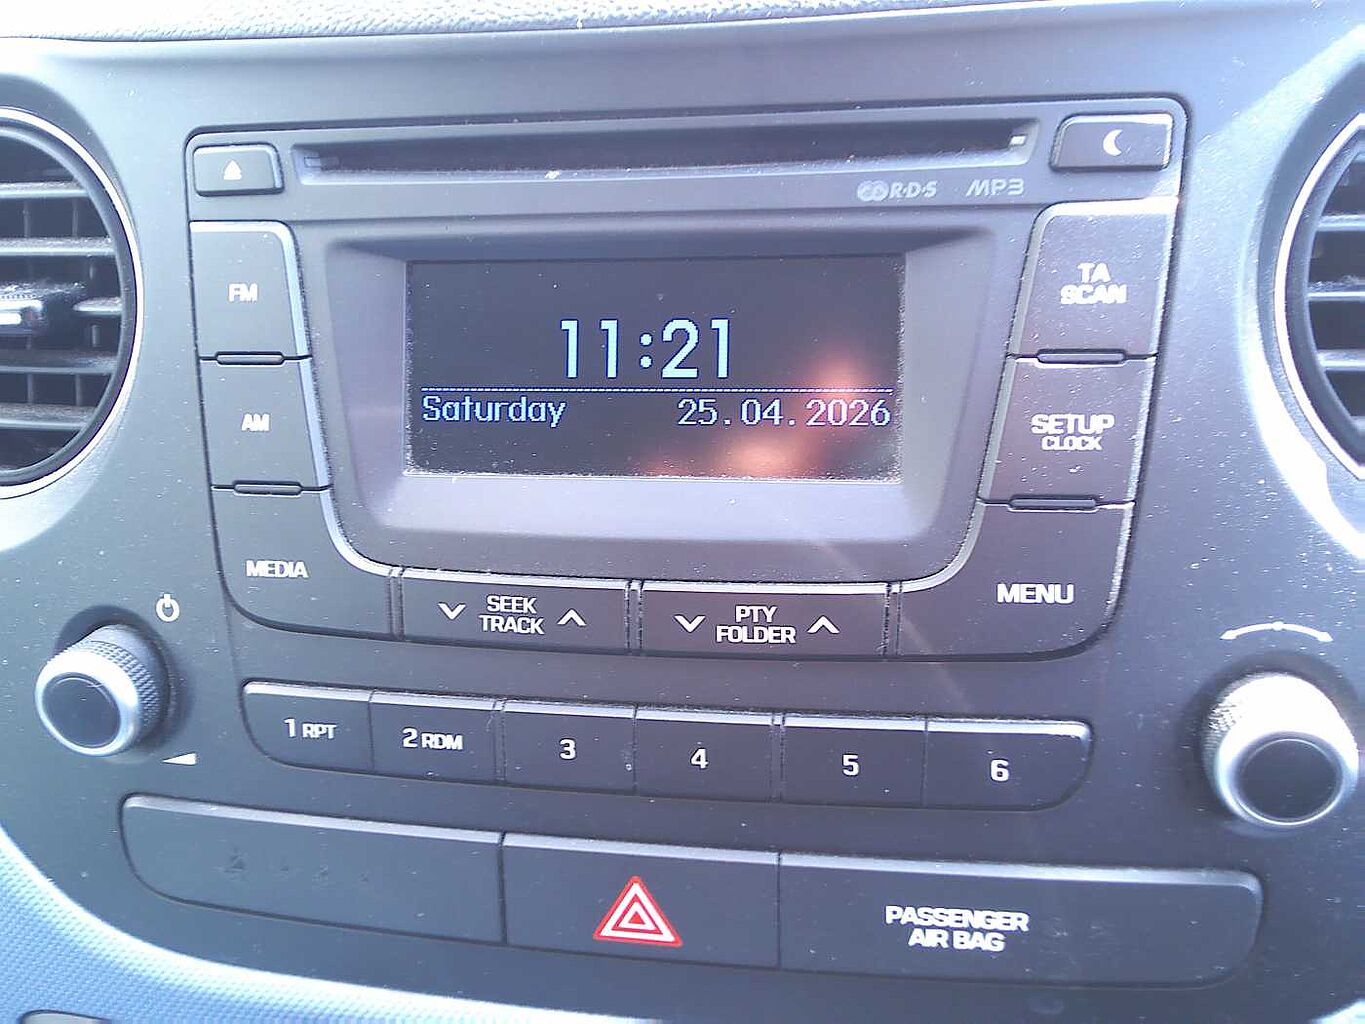 R·D·S MP3
FM
TA
SCAN
11:21
Saturday 25.04.2026
AM
SETUP
CLOCK
MEDIA
SEEK
TRACK
PTY
FOLDER
MENU
1 RPT 2 RDM 3 4 5 6
PASSENGER
AIR BAG